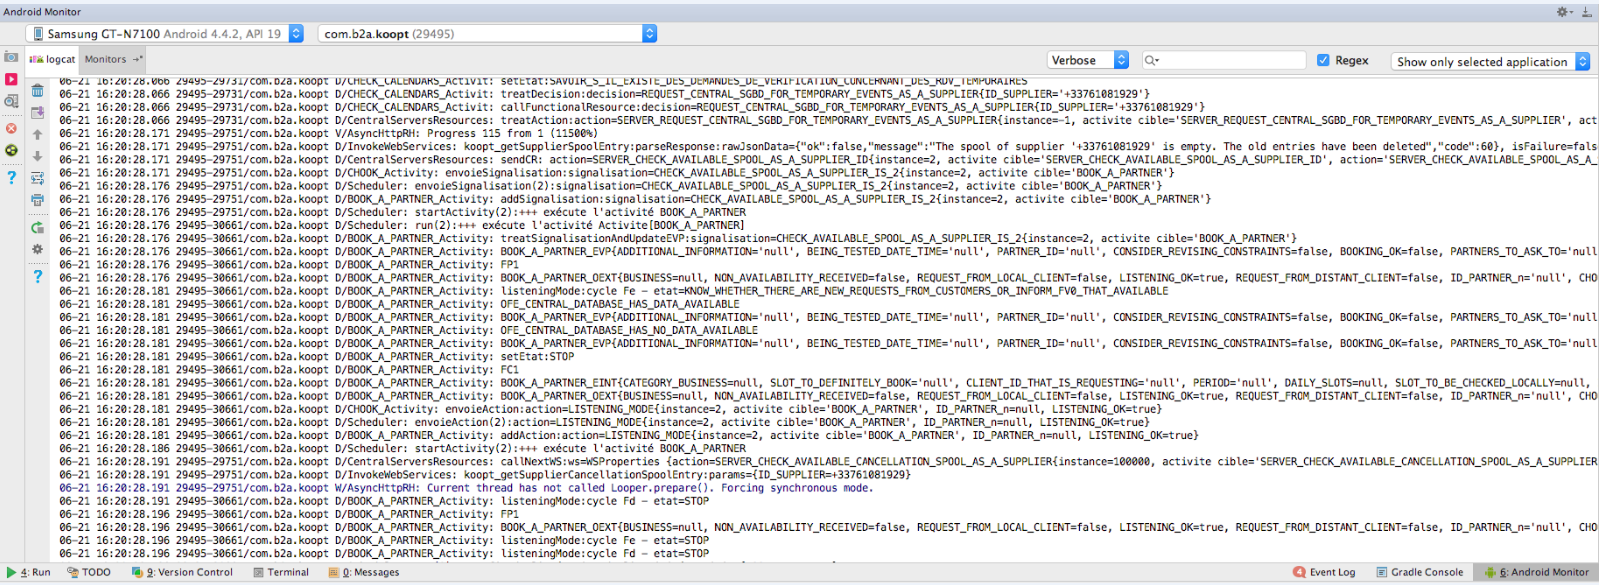 Android Monitor
Samsung GT-N7100 Android 4.4.2, API 19
com.b2a.koopt (29495)
logcat
Monitors
Verbose
Regex
Show only selected application
06-21 16:20:28.066 29495-29731/com.b2a.koopt D/CHECK_CALENDARS_Activit: setEtat:SAVOIR_S_IL_EXISTE_DES_DEMANDES_DE_VERIFICATION_CONCERNANT_DES_RDV_TEMPORAIRES
06-21 16:20:28.066 29495-29731/com.b2a.koopt D/CHECK_CALENDARS_Activit: treatDecision:decision=REQUEST_CENTRAL_SGBD_FOR_TEMPORARY_EVENTS_AS_A_SUPPLIER{ID_SUPPLIER='+33761081929'}
06-21 16:20:28.066 29495-29731/com.b2a.koopt D/CHECK_CALENDARS_Activit: callFunctionalResource:decision=REQUEST_CENTRAL_SGBD_FOR_TEMPORARY_EVENTS_AS_A_SUPPLIER{ID_SUPPLIER='+33761081929'}
06-21 16:20:28.066 29495-29731/com.b2a.koopt D/CentralServersResources: treatAction:action=SERVER_REQUEST_CENTRAL_SGBD_FOR_TEMPORARY_EVENTS_AS_A_SUPPLIER{instance=-1, activite cible='SERVER_REQUEST_CENTRAL_SGBD_FOR_TEMPORARY_EVENTS_AS_A_SUPPLIER', act
06-21 16:20:28.171 29495-29751/com.b2a.koopt V/AsyncHttpRH: Progress 115 from 1 (11500%)
06-21 16:20:28.171 29495-29751/com.b2a.koopt D/InvokeWebServices: koopt_getSupplierSpoolEntry:parseResponse:rawJsonData={"ok":false,"message":"The spool of supplier '+33761081929' is empty. The old entries have been deleted","code":60}, isFailure=fals
06-21 16:20:28.171 29495-29751/com.b2a.koopt D/CentralServersResources: sendCR: action=SERVER_CHECK_AVAILABLE_SPOOL_AS_A_SUPPLIER_ID{instance=2, activite cible='SERVER_CHECK_AVAILABLE_SPOOL_AS_A_SUPPLIER_ID', action='SERVER_CHECK_AVAILABLE_SPOOL_AS_A
06-21 16:20:28.171 29495-29751/com.b2a.koopt D/CHOOK_Activity: envoieSignalisation:signalisation=CHECK_AVAILABLE_SPOOL_AS_A_SUPPLIER_IS_2{instance=2, activite cible='BOOK_A_PARTNER'}
06-21 16:20:28.176 29495-29751/com.b2a.koopt D/Scheduler: envoieSignalisation(2):signalisation=CHECK_AVAILABLE_SPOOL_AS_A_SUPPLIER_IS_2{instance=2, activite cible='BOOK_A_PARTNER'}
06-21 16:20:28.176 29495-29751/com.b2a.koopt D/BOOK_A_PARTNER_Activity: addSignalisation:signalisation=CHECK_AVAILABLE_SPOOL_AS_A_SUPPLIER_IS_2{instance=2, activite cible='BOOK_A_PARTNER'}
06-21 16:20:28.176 29495-29751/com.b2a.koopt D/Scheduler: startActivity(2):+++ exécute l'activité BOOK_A_PARTNER
06-21 16:20:28.176 29495-30661/com.b2a.koopt D/Scheduler: run(2):+++ exécute l'activité Activite[BOOK_A_PARTNER]
06-21 16:20:28.176 29495-30661/com.b2a.koopt D/BOOK_A_PARTNER_Activity: treatSignalisationAndUpdateEVP:signalisation=CHECK_AVAILABLE_SPOOL_AS_A_SUPPLIER_IS_2{instance=2, activite cible='BOOK_A_PARTNER'}
06-21 16:20:28.176 29495-30661/com.b2a.koopt D/BOOK_A_PARTNER_Activity: BOOK_A_PARTNER_EVP{ADDITIONAL_INFORMATION='null', BEING_TESTED_DATE_TIME='null', PARTNER_ID='null', CONSIDER_REVISING_CONSTRAINTS=false, BOOKING_OK=false, PARTNERS_TO_ASK_TO='null
06-21 16:20:28.176 29495-30661/com.b2a.koopt D/BOOK_A_PARTNER_Activity: FP1
06-21 16:20:28.176 29495-30661/com.b2a.koopt D/BOOK_A_PARTNER_Activity: BOOK_A_PARTNER_OEXT{BUSINESS=null, NON_AVAILABILITY_RECEIVED=false, REQUEST_FROM_LOCAL_CLIENT=false, LISTENING_OK=true, REQUEST_FROM_DISTANT_CLIENT=false, ID_PARTNER_n='null', CHO
06-21 16:20:28.176 29495-30661/com.b2a.koopt D/BOOK_A_PARTNER_Activity: listeningMode:cycle Fe - etat=KNOW_WHETHER_THERE_ARE_NEW_REQUESTS_FROM_CUSTOMERS_OR_INFORM_FV0_THAT_AVAILABLE
06-21 16:20:28.181 29495-30661/com.b2a.koopt D/BOOK_A_PARTNER_Activity: OFE_CENTRAL_DATABASE_HAS_DATA_AVAILABLE
06-21 16:20:28.181 29495-30661/com.b2a.koopt D/BOOK_A_PARTNER_Activity: BOOK_A_PARTNER_EVP{ADDITIONAL_INFORMATION='null', BEING_TESTED_DATE_TIME='null', PARTNER_ID='null', CONSIDER_REVISING_CONSTRAINTS=false, BOOKING_OK=false, PARTNERS_TO_ASK_TO='null
06-21 16:20:28.181 29495-30661/com.b2a.koopt D/BOOK_A_PARTNER_Activity: OFE_CENTRAL_DATABASE_HAS_NO_DATA_AVAILABLE
06-21 16:20:28.181 29495-30661/com.b2a.koopt D/BOOK_A_PARTNER_Activity: BOOK_A_PARTNER_EVP{ADDITIONAL_INFORMATION='null', BEING_TESTED_DATE_TIME='null', PARTNER_ID='null', CONSIDER_REVISING_CONSTRAINTS=false, BOOKING_OK=false, PARTNERS_TO_ASK_TO='null
06-21 16:20:28.181 29495-30661/com.b2a.koopt D/BOOK_A_PARTNER_Activity: setEtat:STOP
06-21 16:20:28.181 29495-30661/com.b2a.koopt D/BOOK_A_PARTNER_Activity: FC1
06-21 16:20:28.181 29495-30661/com.b2a.koopt D/BOOK_A_PARTNER_Activity: BOOK_A_PARTNER_EINT{CATEGORY_BUSINESS=null, SLOT_TO_DEFINITELY_BOOK='null', CLIENT_ID_THAT_IS_REQUESTING='null', PERIOD='null', DAILY_SLOTS=null, SLOT_TO_BE_CHECKED_LOCALLY=null,
06-21 16:20:28.181 29495-30661/com.b2a.koopt D/BOOK_A_PARTNER_Activity: BOOK_A_PARTNER_OEXT{BUSINESS=null, NON_AVAILABILITY_RECEIVED=false, REQUEST_FROM_LOCAL_CLIENT=false, LISTENING_OK=true, REQUEST_FROM_DISTANT_CLIENT=false, ID_PARTNER_n='null', CHO
06-21 16:20:28.181 29495-30661/com.b2a.koopt D/CHOOK_Activity: envoieAction:action=LISTENING_MODE{instance=2, activite cible='BOOK_A_PARTNER', ID_PARTNER_n=null, LISTENING_OK=true}
06-21 16:20:28.181 29495-30661/com.b2a.koopt D/Scheduler: envoieAction(2):action=LISTENING_MODE{instance=2, activite cible='BOOK_A_PARTNER', ID_PARTNER_n=null, LISTENING_OK=true}
06-21 16:20:28.181 29495-30661/com.b2a.koopt D/BOOK_A_PARTNER_Activity: addAction:action=LISTENING_MODE{instance=2, activite cible='BOOK_A_PARTNER', ID_PARTNER_n=null, LISTENING_OK=true}
06-21 16:20:28.186 29495-30661/com.b2a.koopt D/Scheduler: startActivity(2):+++ exécute l'activité BOOK_A_PARTNER
06-21 16:20:28.191 29495-29751/com.b2a.koopt D/CentralServersResources: callNextWS:ws=WSProperties {action=SERVER_CHECK_AVAILABLE_CANCELLATION_SPOOL_AS_A_SUPPLIER{instance=100000, activite cible='SERVER_CHECK_AVAILABLE_CANCELLATION_SPOOL_AS_A_SUPPLIER
06-21 16:20:28.191 29495-29751/com.b2a.koopt D/InvokeWebServices: koopt_getSupplierCancellationSpoolEntry:params={ID_SUPPLIER=+33761081929}
06-21 16:20:28.191 29495-29751/com.b2a.koopt W/AsyncHttpRH: Current thread has not called Looper.prepare(). Forcing synchronous mode.
06-21 16:20:28.191 29495-30661/com.b2a.koopt D/BOOK_A_PARTNER_Activity: listeningMode:cycle Fd - etat=STOP
06-21 16:20:28.196 29495-30661/com.b2a.koopt D/BOOK_A_PARTNER_Activity: FP1
06-21 16:20:28.196 29495-30661/com.b2a.koopt D/BOOK_A_PARTNER_Activity: BOOK_A_PARTNER_OEXT{BUSINESS=null, NON_AVAILABILITY_RECEIVED=false, REQUEST_FROM_LOCAL_CLIENT=false, LISTENING_OK=true, REQUEST_FROM_DISTANT_CLIENT=false, ID_PARTNER_n='null', CHO
06-21 16:20:28.196 29495-30661/com.b2a.koopt D/BOOK_A_PARTNER_Activity: listeningMode:cycle Fe - etat=STOP
06-21 16:20:28.196 29495-30661/com.b2a.koopt D/BOOK_A_PARTNER_Activity: listeningMode:cycle Fd - etat=STOP
4: Run
TODO
9: Version Control
Terminal
0: Messages
4 Event Log
Gradle Console
6: Android Monitor